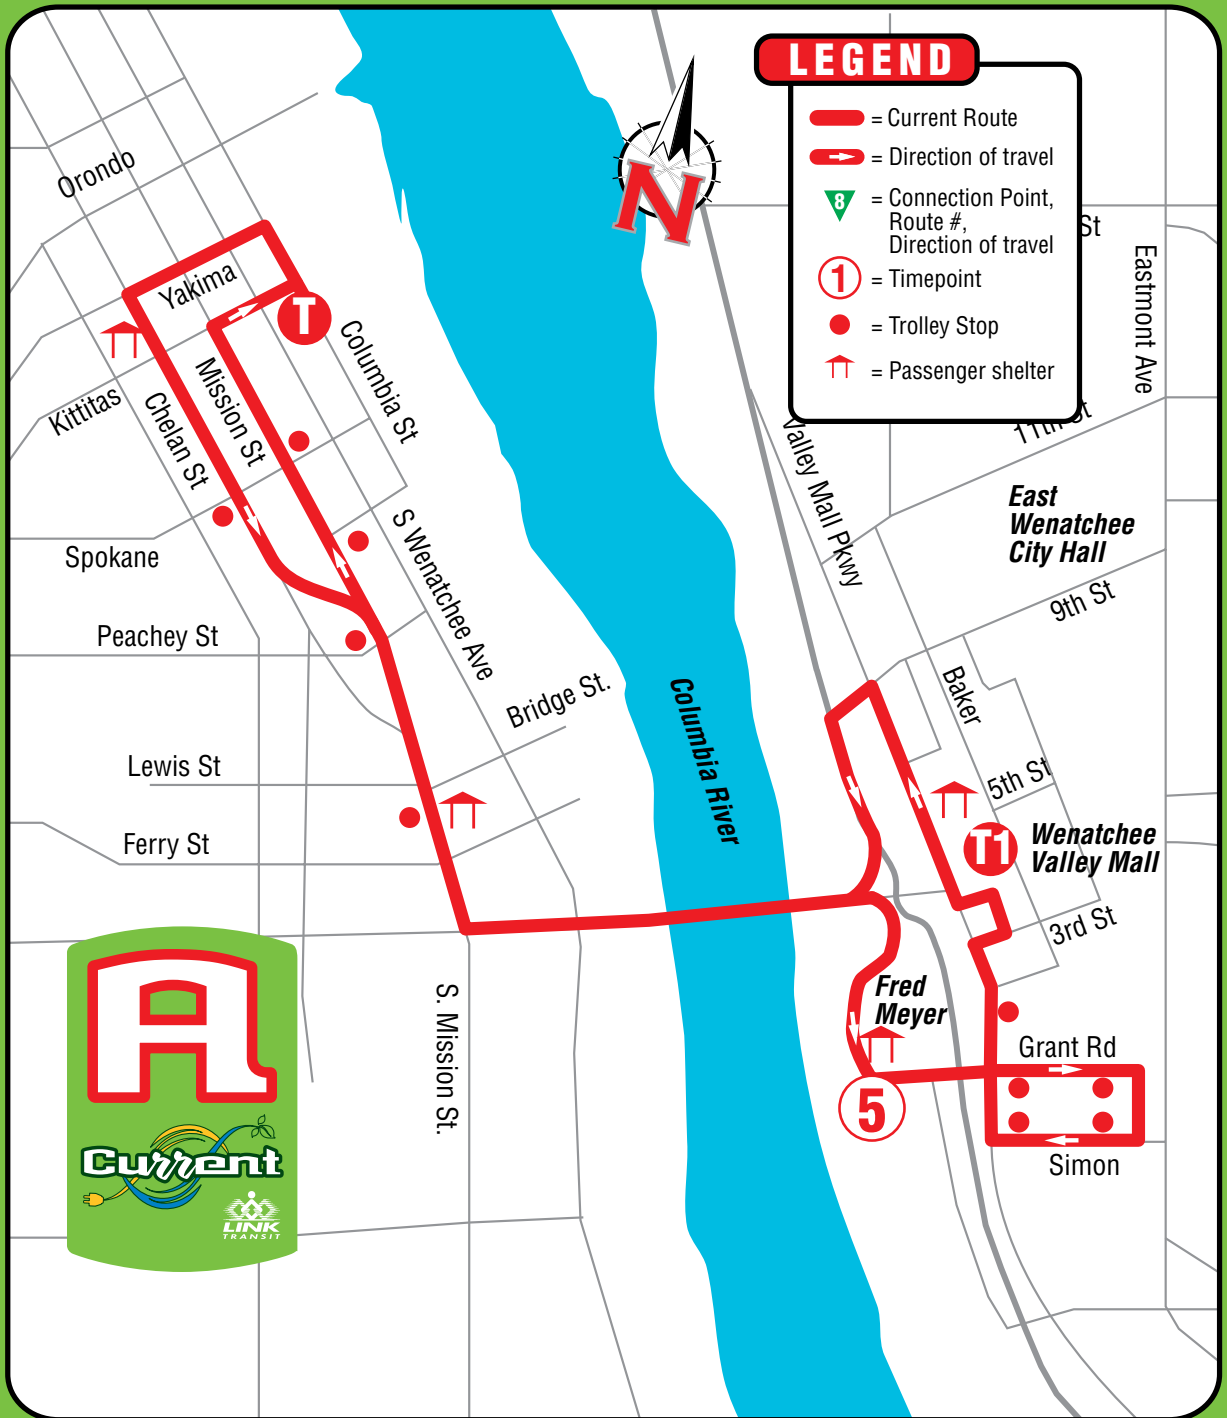 LEGEND
= Current Route
= Direction of travel
8
= Connection Point,
Route #,
Direction of travel
1
= Timepoint
= Trolley Stop
= Passenger shelter
N
St
Eastmont Ave
Orondo
Yakima
T
Columbia St
Kittitas
Chelan St
Mission St
Valley Mall Pkwy
11th St
East
Wenatchee
City Hall
Spokane
S Wenatchee Ave
9th St
Peachey St
Bridge St.
Baker
Columbia River
Lewis St
5th St
Ferry St
T1
Wenatchee
Valley Mall
3rd St
Fred
Meyer
S. Mission St.
Grant Rd
5
Simon
A
Current
LINK
TRANSIT